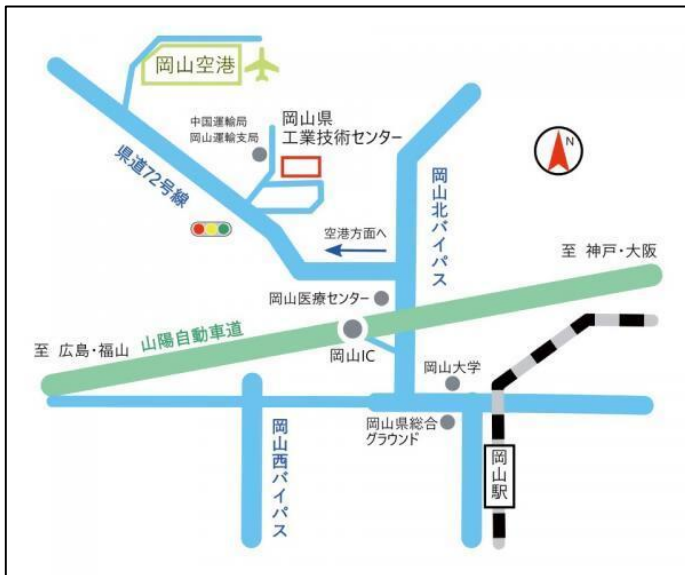 岡山空港
中国運輸局
岡山運輸支局
岡山県
工業技術センター
N
県道72号線
岡山北バイパス
空港方面へ
至 神戸・大阪
岡山医療センター
山陽自動車道
至 広島・福山
岡山IC
岡山大学
岡山県総合
グラウンド
岡山西バイパス
岡山駅